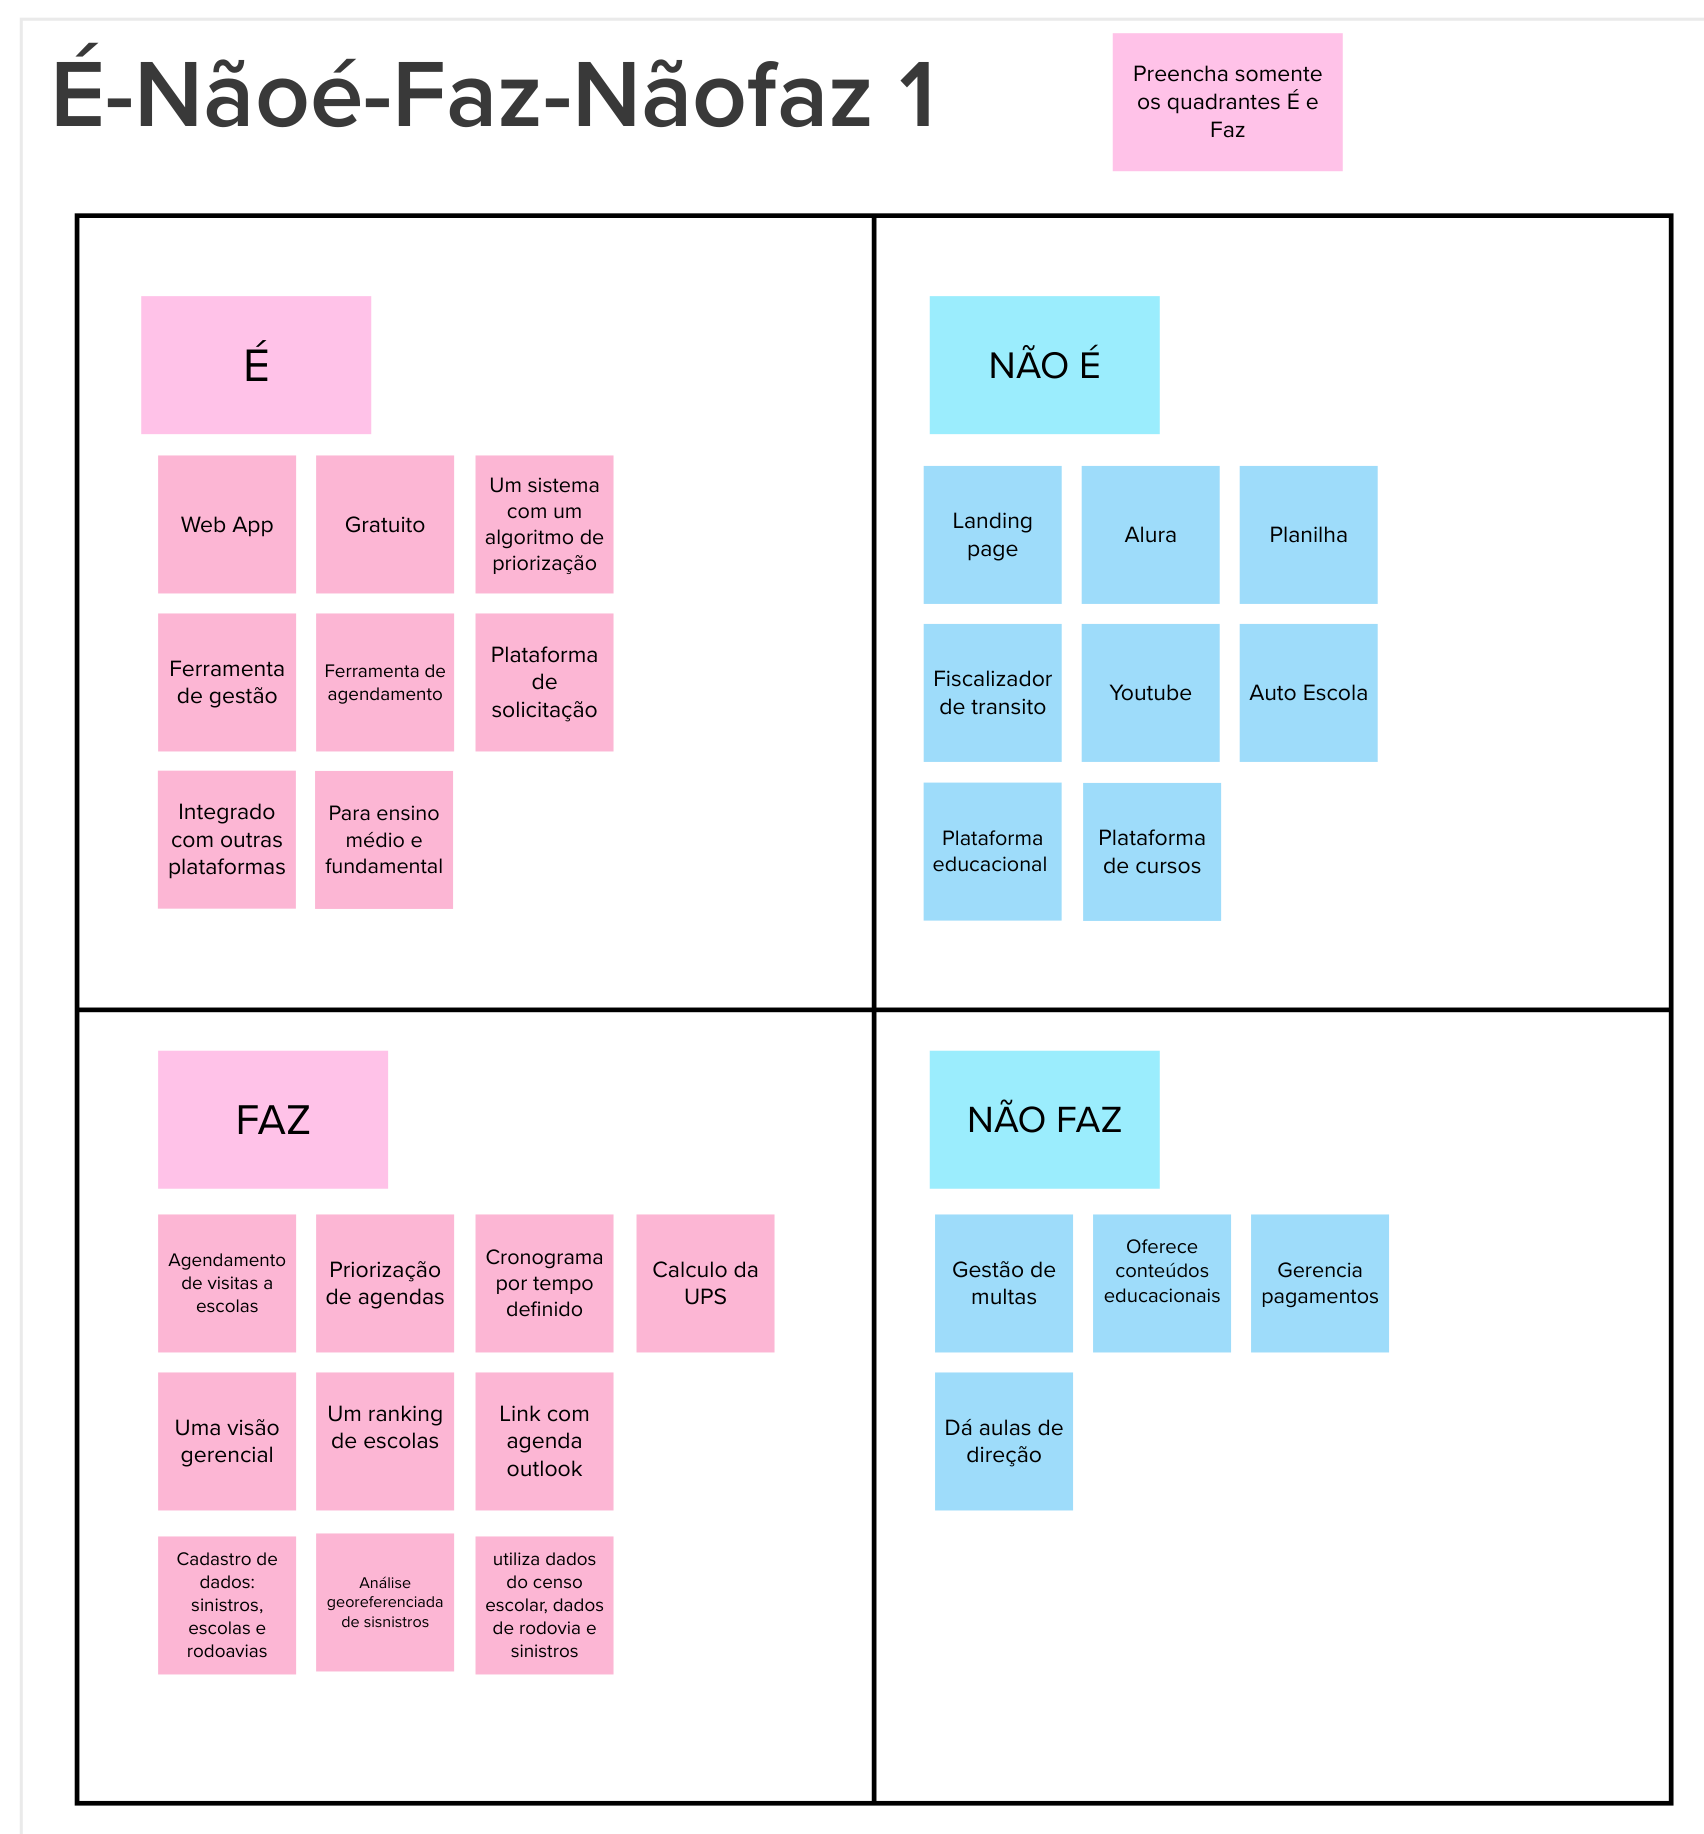 É-Nãoé-Faz-Nãofaz 1
Preencha somente
os quadrantes É e
Faz
É
Web App
Gratuito
Um sistema
com um
algoritmo de
priorização
Ferramenta
de gestão
Ferramenta de
agendamento
Plataforma
de
solicitação
Integrado
com outras
plataformas
Para ensino
médio e
fundamental
NÃO É
Landing
page
Alura
Planilha
Fiscalizador
de transito
Youtube
Auto Escola
Plataforma
educacional
Plataforma
de cursos
FAZ
Agendamento
de visitas a
escolas
Priorização
de agendas
Cronograma
por tempo
definido
Calculo da
UPS
Uma visão
gerencial
Um ranking
de escolas
Link com
agenda
outlook
Cadastro de
dados:
sinistros,
escolas e
rodoavias
Análise
georeferenciada
de sisnistros
utiliza dados
do censo
escolar, dados
de rodovia e
sinistros
NÃO FAZ
Gestão de
multas
Oferece
conteúdos
educacionais
Gerencia
pagamentos
Dá aulas de
direção